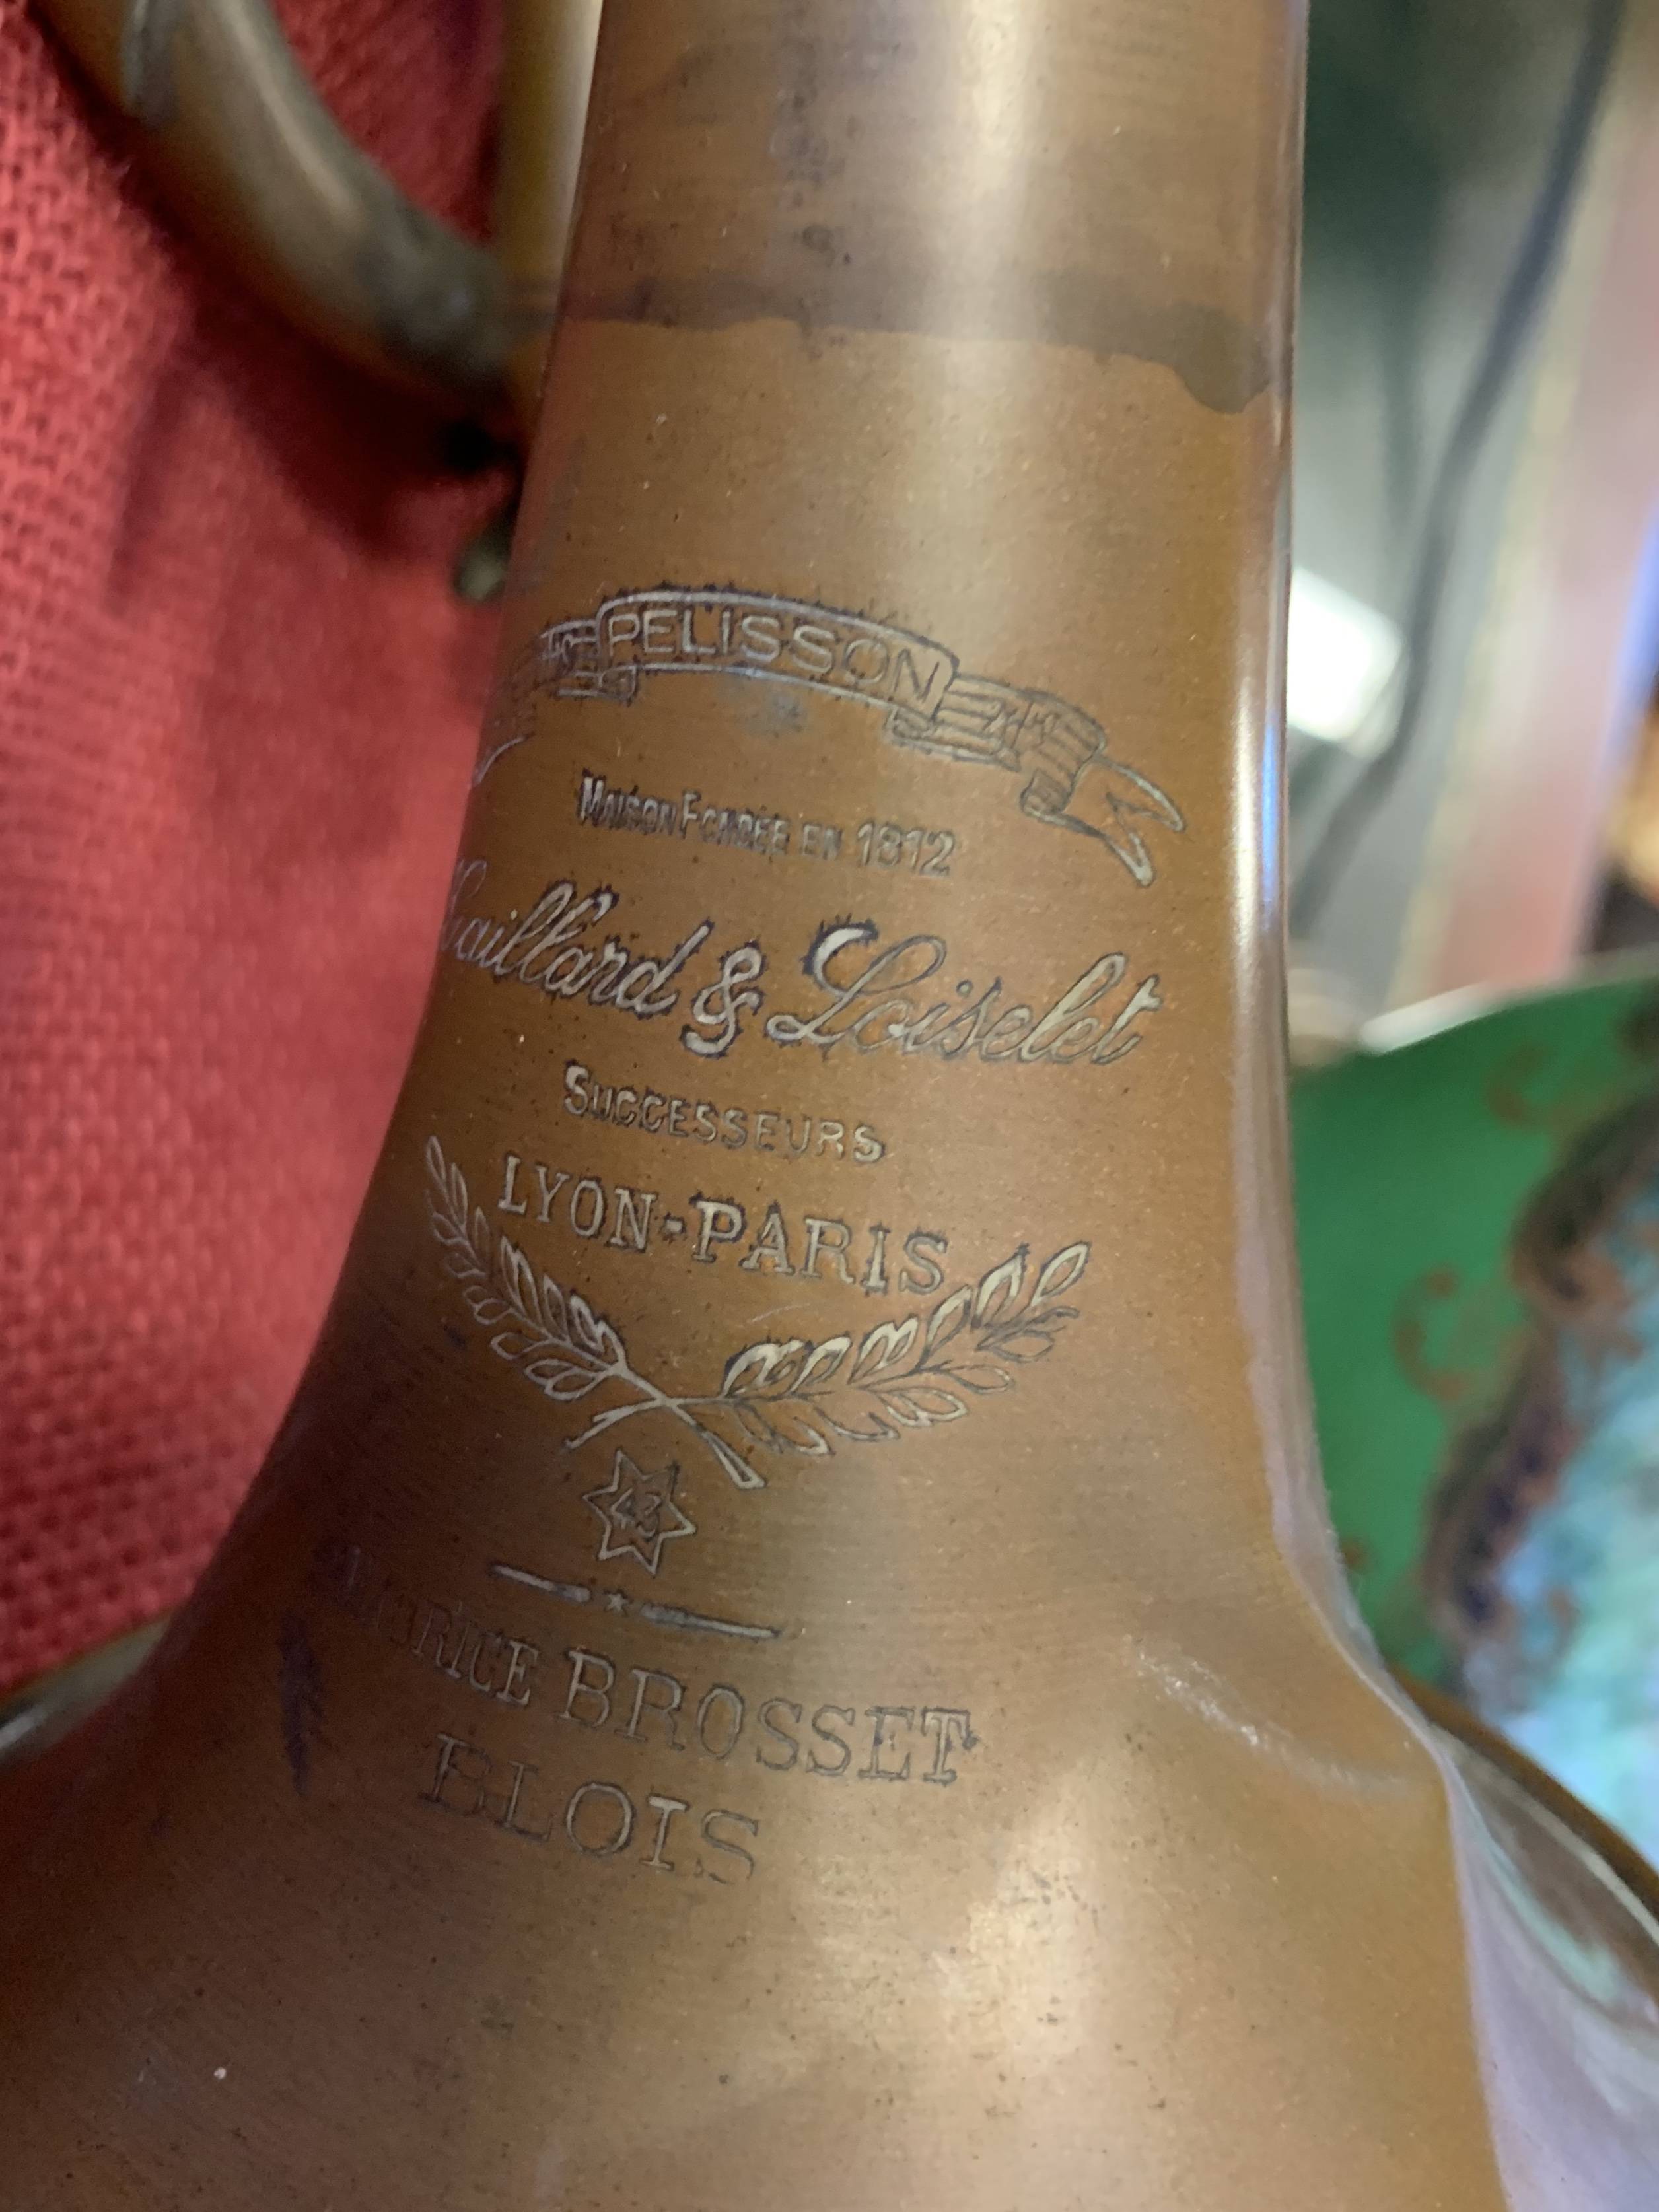 PELISSON
MAISON FONDÉE EN 1812
Gaillard & Loiselet
SUCCESSEURS
LYON-PARIS
43
BROSSET
BLOIS